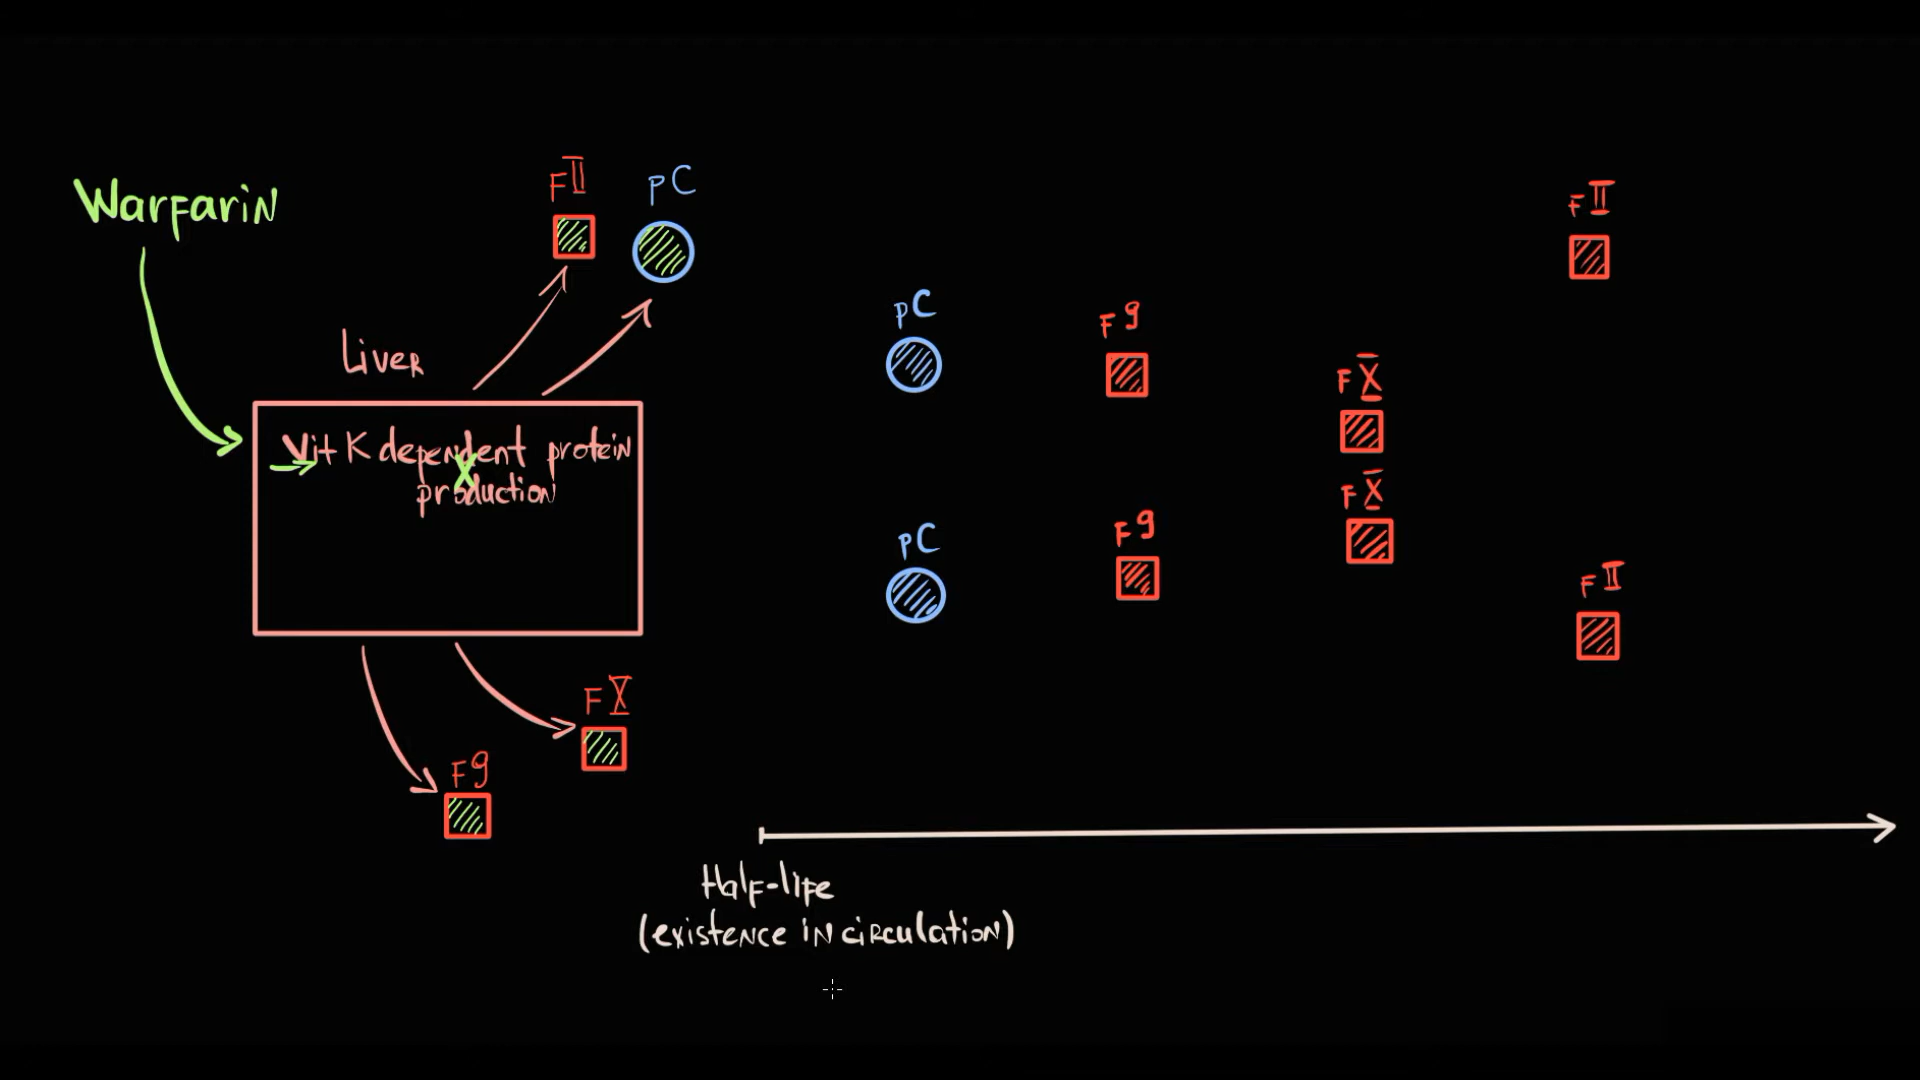 Warfarin
FII
pC
Liver
Vit K dependent protein
production
X
FX
F9
pC
F9
FX
FII
pC
F9
FX
FII
Half-life
(existence in circulation)